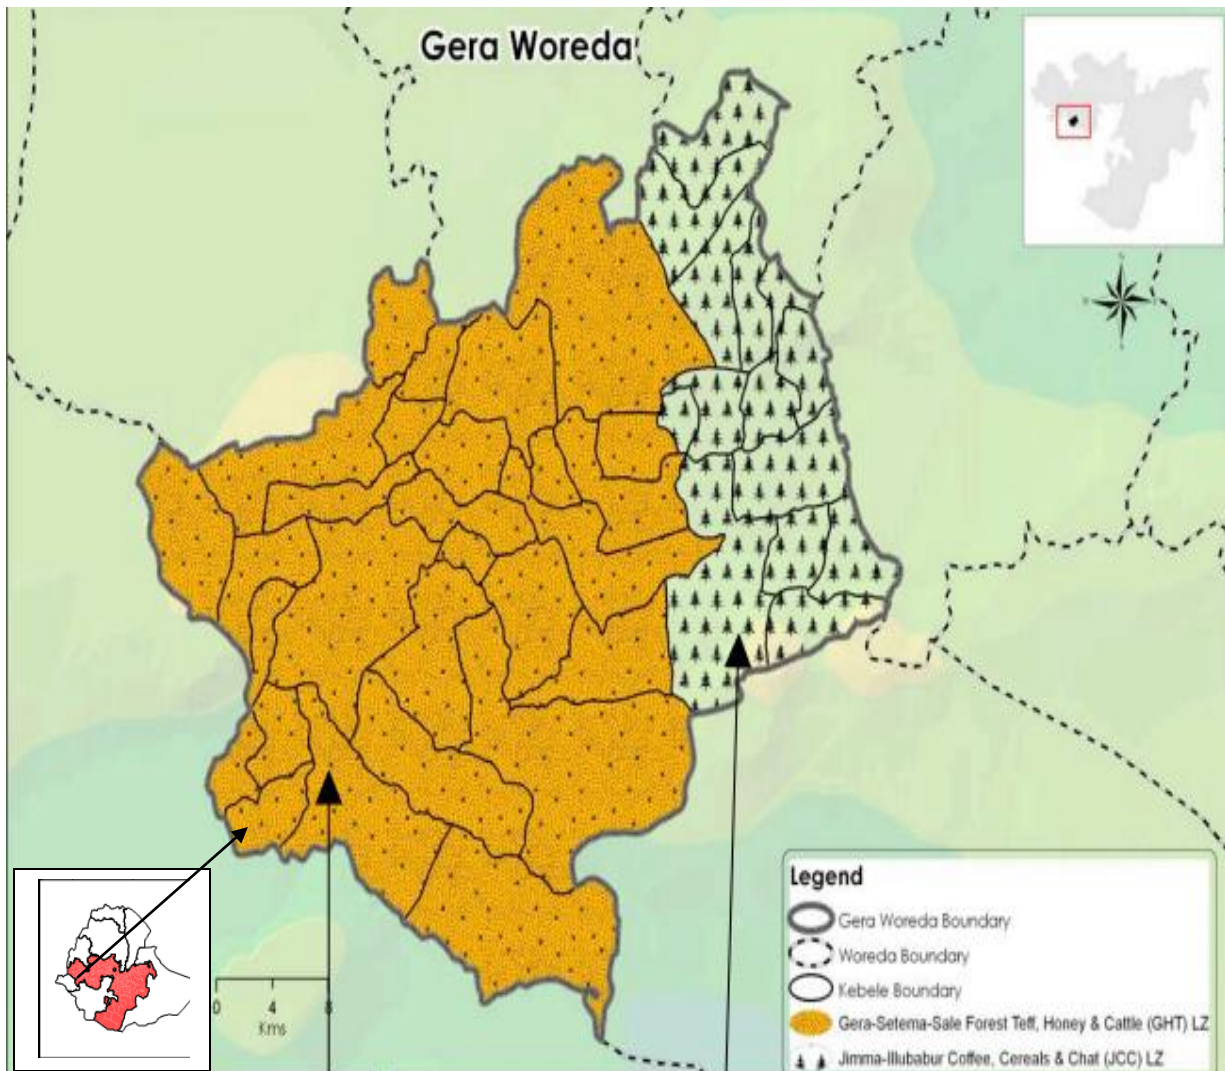 Gera Woreda
Legend
Gera Woreda Boundary
Woreda Boundary
Kebele Boundary
Gera-Setema-Sale Forest Teff, Honey & Cattle (GHT) LZ
Jimma-Illubabur Coffee, Cereals & Chat (JCC) LZ
0 4 8
Kms